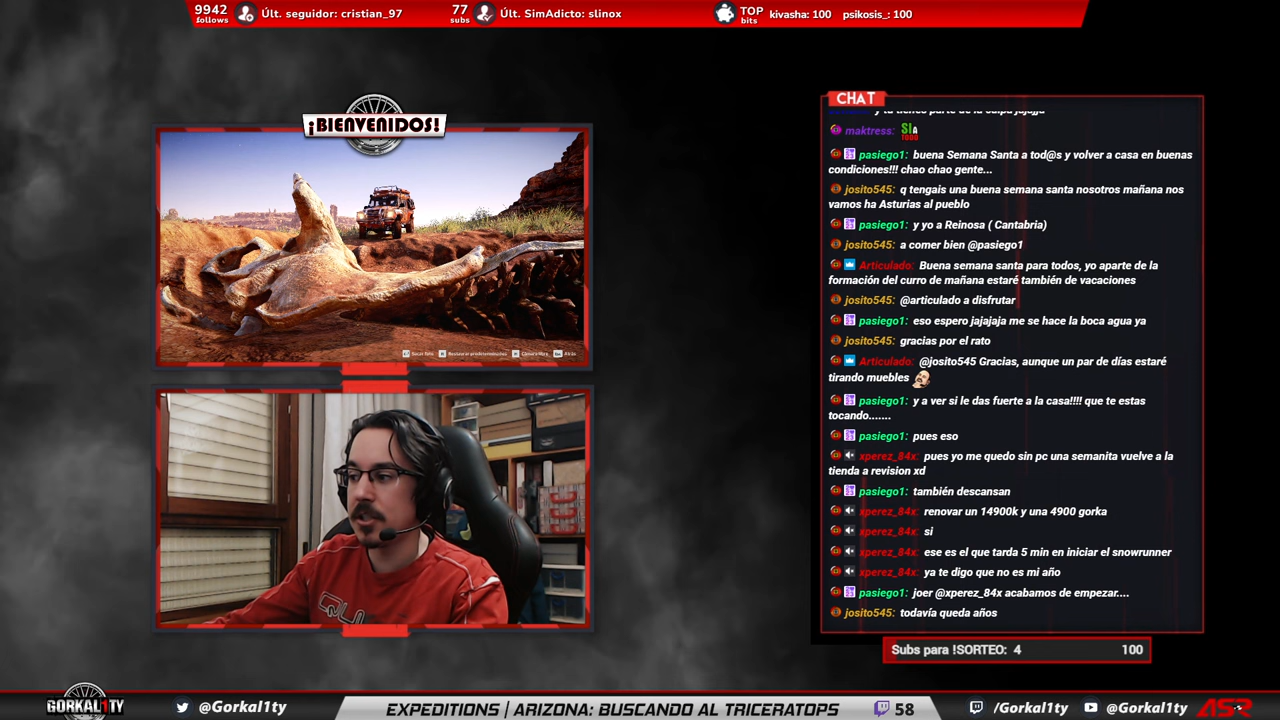 9942
follows
Últ. seguidor: cristian_97
77
subs
Últ. SimAdicto: slinox
TOP
bits
kivasha: 100
psikosis_: 100
¡BIENVENIDOS!
CHAT
y tu tienes parte de la culpa jajajja
maktress: SI A TODO
pasiego1: buena Semana Santa a tod@s y volver a casa en buenas
condiciones!!! chao chao gente...
josito545: q tengais una buena semana santa nosotros mañana nos
vamos ha Asturias al pueblo
pasiego1: y yo a Reinosa ( Cantabria)
josito545: a comer bien @pasiego1
Articulado: Buena semana santa para todos, yo aparte de la
formación del curro de mañana estaré también de vacaciones
josito545: @articulado a disfrutar
pasiego1: eso espero jajajaja me se hace la boca agua ya
josito545: gracias por el rato
Articulado: @josito545 Gracias, aunque un par de días estaré
tirando muebles
pasiego1: y a ver si le das fuerte a la casa!!!! que te estas
tocando.......
pasiego1: pues eso
xperez_84x: pues yo me quedo sin pc una semanita vuelve a la
tienda a revision xd
pasiego1: también descansan
xperez_84x: renovar un 14900k y una 4900 gorka
xperez_84x: si
xperez_84x: ese es el que tarda 5 min en iniciar el snowrunner
xperez_84x: ya te digo que no es mi año
pasiego1: joer @xperez_84x acabamos de empezar....
josito545: todavía queda años
Subs para !SORTEO: 4
100
GORKAL1TY
@Gorkal1ty
EXPEDITIONS | ARIZONA: BUSCANDO AL TRICERATOPS
58
/Gorkal1ty
@Gorkal1ty
ASR